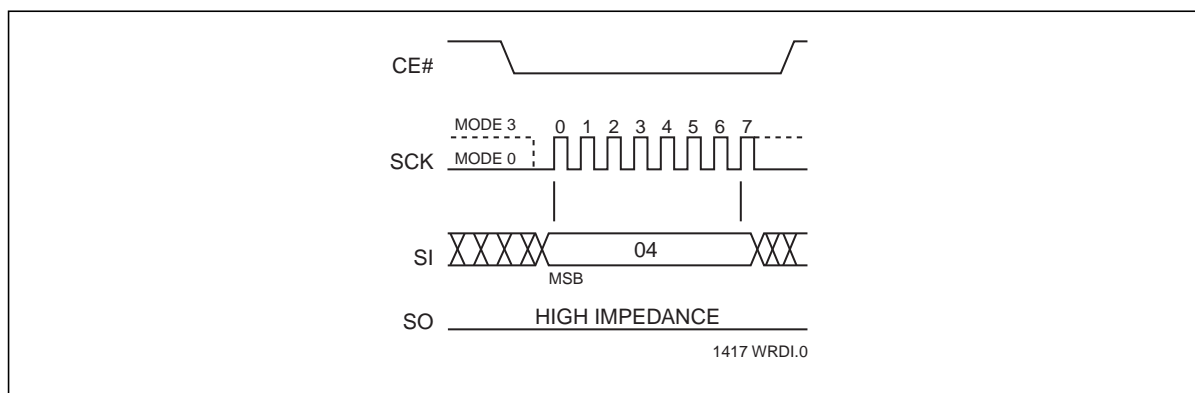 CE#
MODE 3
0 1 2 3 4 5 6 7
SCK
MODE 0
SI
04
MSB
SO
HIGH IMPEDANCE
1417 WRDI.0